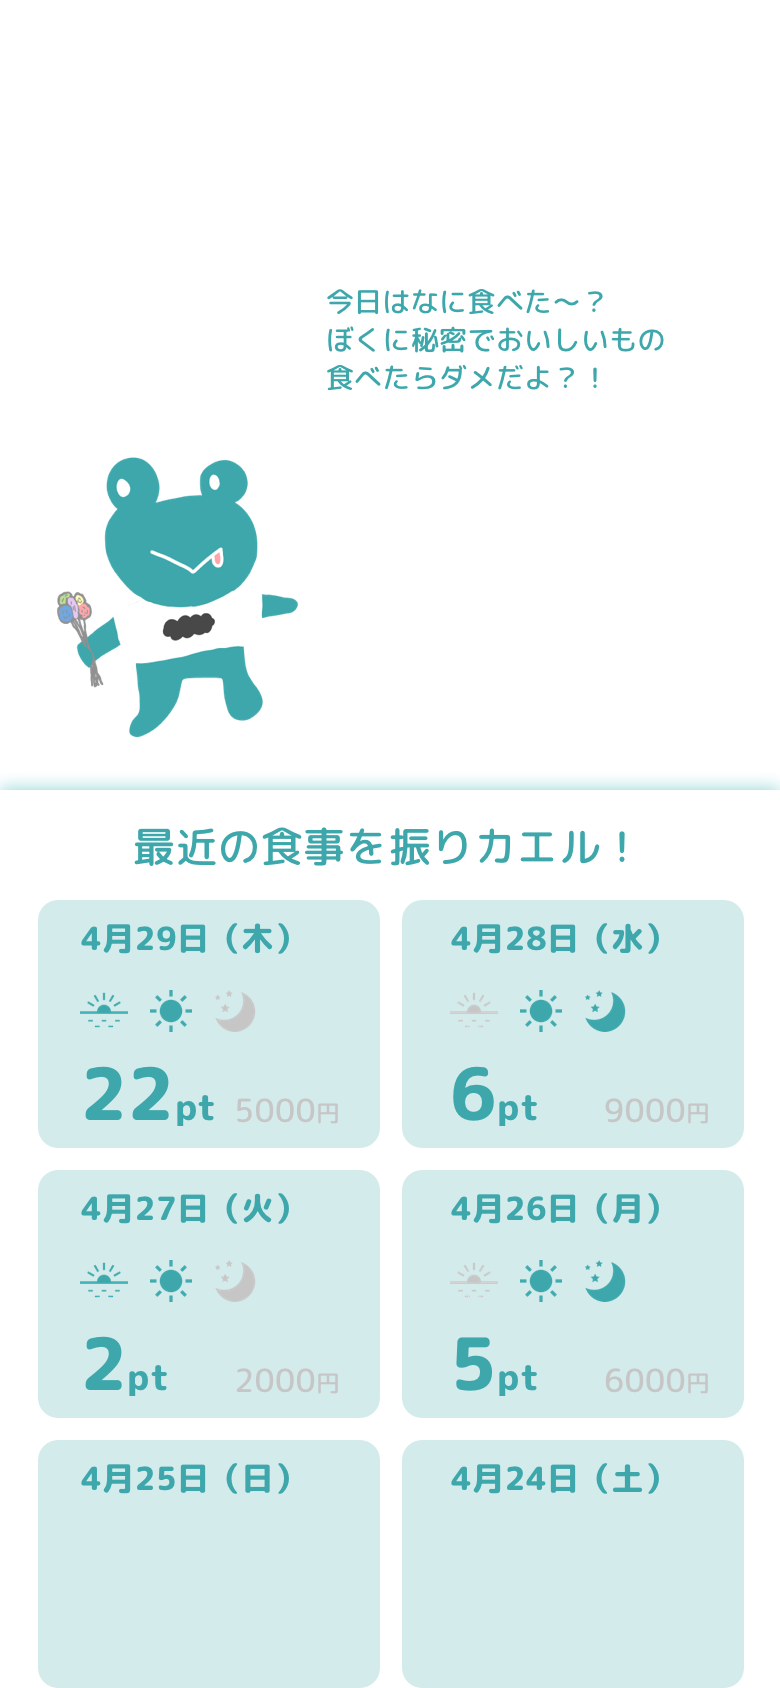 今日はなに食べた〜？
ぼくに秘密でおいしいもの
食べたらダメだよ？！
最近の食事を振りカエル！
4月29日（木）
22pt 5000円
4月28日（水）
6pt 9000円
4月27日（火）
2pt 2000円
4月26日（月）
5pt 6000円
4月25日（日）
4月24日（土）